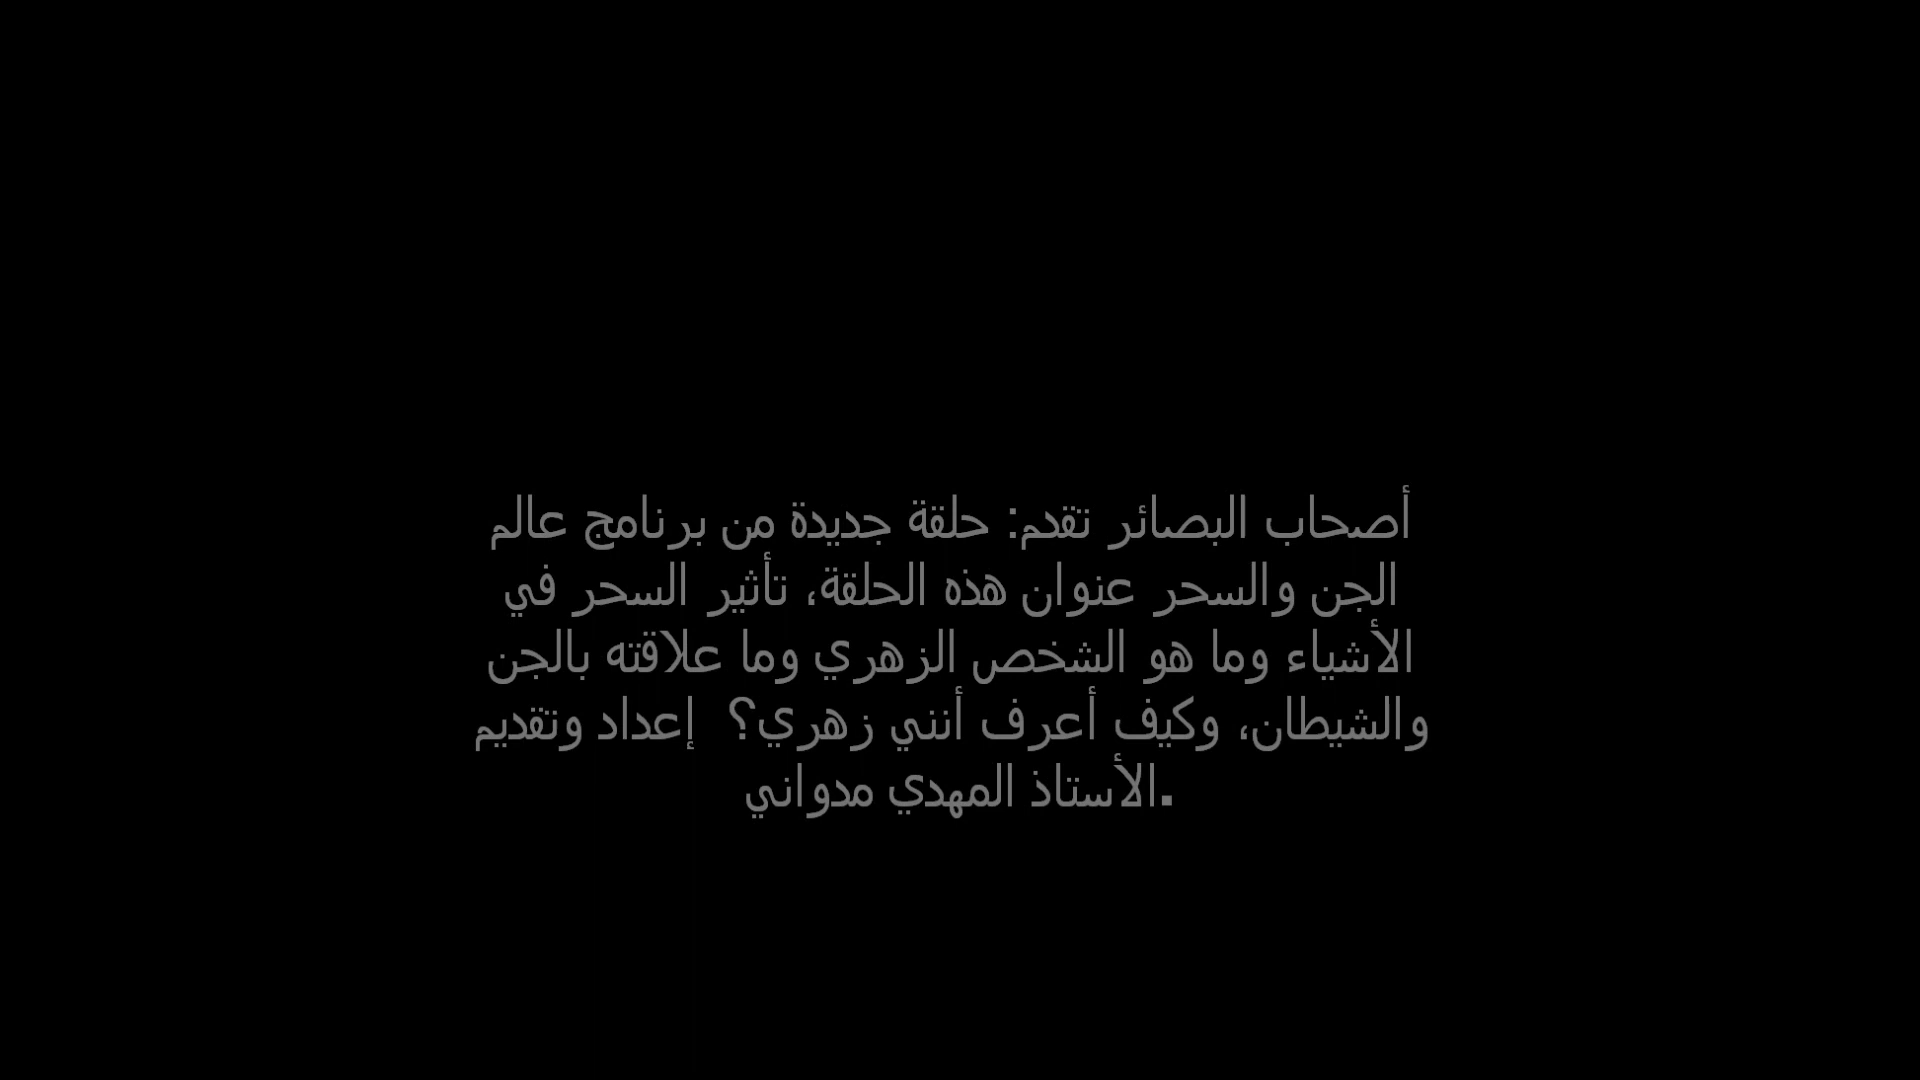 أصحاب البصائر تقدم: حلقة جديدة من برنامج عالم
الجن والسحر عنوان هذه الحلقة، تأثير السحر في
الأشياء وما هو الشخص الزهري وما علاقته بالجن
والشيطان، وكيف أعرف أنني زهري؟ إعداد وتقديم
.الأستاذ المهدي مدواني